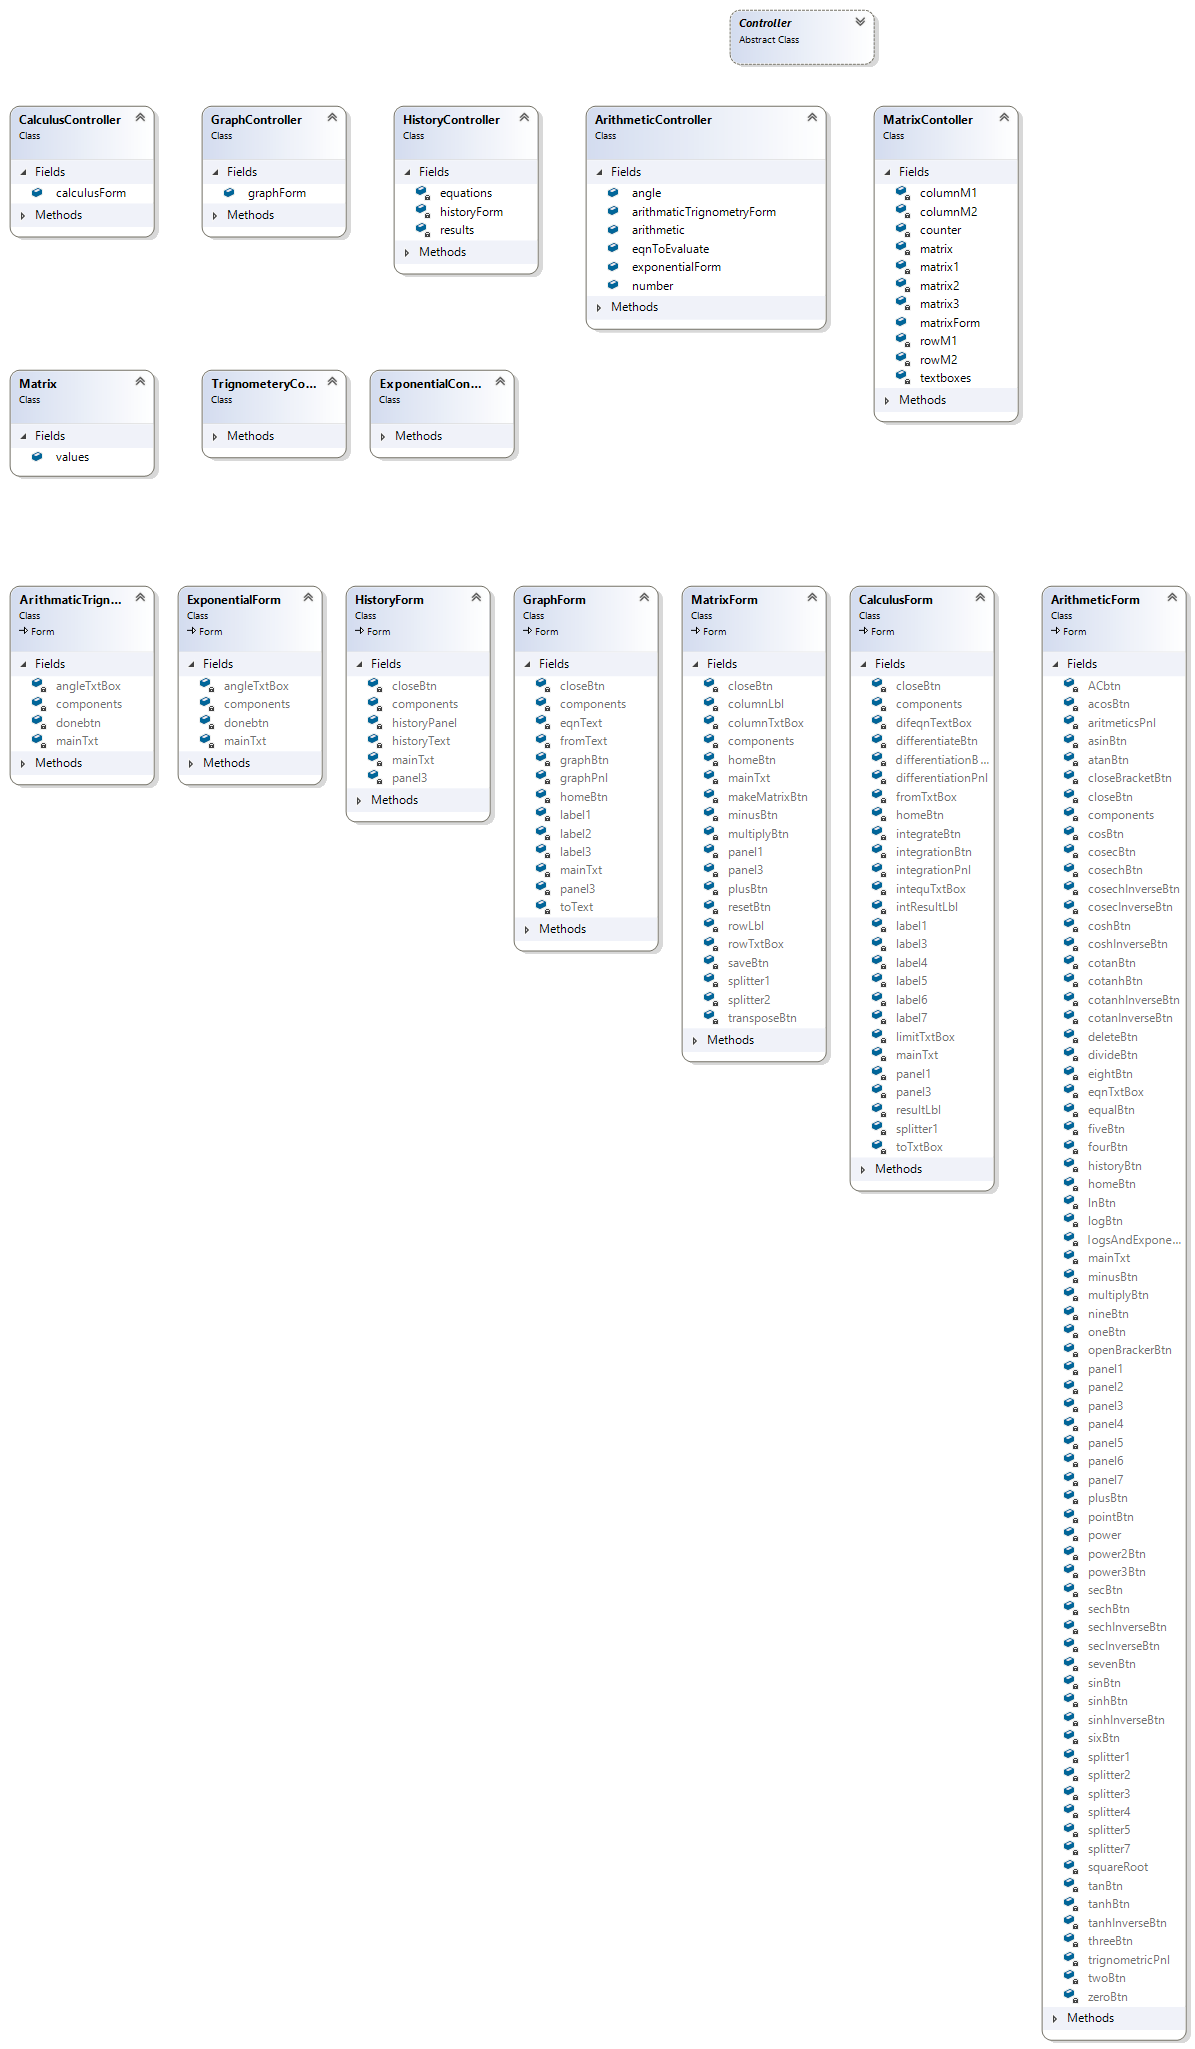 Controller
Abstract Class
CalculusController
Class
Fields
calculusForm
Methods
GraphController
Class
Fields
graphForm
Methods
HistoryController
Class
Fields
equations
historyForm
results
Methods
ArithmeticController
Class
Fields
angle
arithmaticTrignometryForm
arithmetic
eqnToEvaluate
exponentialForm
number
Methods
MatrixContoller
Class
Fields
columnM1
columnM2
counter
matrix
matrix1
matrix2
matrix3
matrixForm
rowM1
rowM2
textboxes
Methods
Matrix
Class
Fields
values
TrignometeryCo...
Class
Methods
ExponentialCon...
Class
Methods
ArithmaticTrign...
Class
Form
Fields
angleTxtBox
components
donebtn
mainTxt
Methods
ExponentialForm
Class
Form
Fields
angleTxtBox
components
donebtn
mainTxt
Methods
HistoryForm
Class
Form
Fields
closeBtn
components
historyPanel
historyText
mainTxt
panel3
Methods
GraphForm
Class
Form
Fields
closeBtn
components
eqnText
fromText
graphBtn
graphPnl
homeBtn
label1
label2
label3
mainTxt
panel3
toText
Methods
MatrixForm
Class
Form
Fields
closeBtn
columnLbl
columnTxtBox
components
homeBtn
mainTxt
makeMatrixBtn
minusBtn
multiplyBtn
panel1
panel3
plusBtn
resetBtn
rowLbl
rowTxtBox
saveBtn
splitter1
splitter2
transposeBtn
Methods
CalculusForm
Class
Form
Fields
closeBtn
components
difeqnTextBox
differentiateBtn
differentiationB...
differentiationPnl
fromTxtBox
homeBtn
integrateBtn
integrationBtn
integrationPnl
intequTxtBox
intResultLbl
label1
label3
label4
label5
label6
label7
limitTxtBox
mainTxt
panel1
panel3
resultLbl
splitter1
toTxtBox
Methods
ArithmeticForm
Class
Form
Fields
ACbtn
acosBtn
aritmeticsPnl
asinBtn
atanBtn
closeBracketBtn
closeBtn
components
cosBtn
cosecBtn
cosechBtn
cosechInverseBtn
cosecInverseBtn
coshBtn
coshInverseBtn
cotanBtn
cotanhBtn
cotanhInverseBtn
cotanInverseBtn
deleteBtn
divideBtn
eightBtn
eqnTxtBox
equalBtn
fiveBtn
fourBtn
historyBtn
homeBtn
lnBtn
logBtn
logsAndExpone...
mainTxt
minusBtn
multiplyBtn
nineBtn
oneBtn
openBrackerBtn
panel1
panel2
panel3
panel4
panel5
panel6
panel7
plusBtn
pointBtn
power
power2Btn
power3Btn
secBtn
sechBtn
sechInverseBtn
secInverseBtn
sevenBtn
sinBtn
sinhBtn
sinhInverseBtn
sixBtn
splitter1
splitter2
splitter3
splitter4
splitter5
splitter7
squareRoot
tanBtn
tanhBtn
tanhInverseBtn
threeBtn
trignometricPnl
twoBtn
zeroBtn
Methods